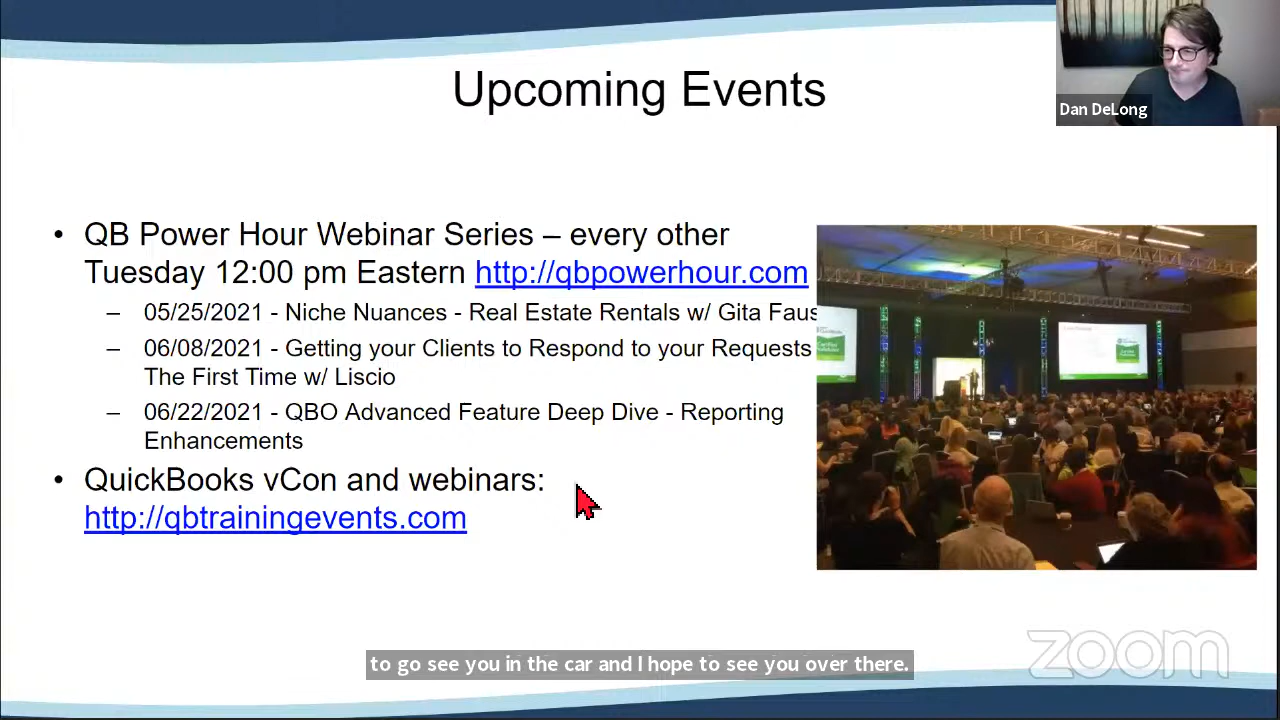 Upcoming Events
Dan DeLong
• QB Power Hour Webinar Series – every other
Tuesday 12:00 pm Eastern http://qbpowerhour.com
– 05/25/2021 - Niche Nuances - Real Estate Rentals w/ Gita Faus
– 06/08/2021 - Getting your Clients to Respond to your Requests
The First Time w/ Liscio
– 06/22/2021 - QBO Advanced Feature Deep Dive - Reporting
Enhancements
• QuickBooks vCon and webinars:
http://qbtrainingevents.com
to go see you in the car and I hope to see you over there.
zoom